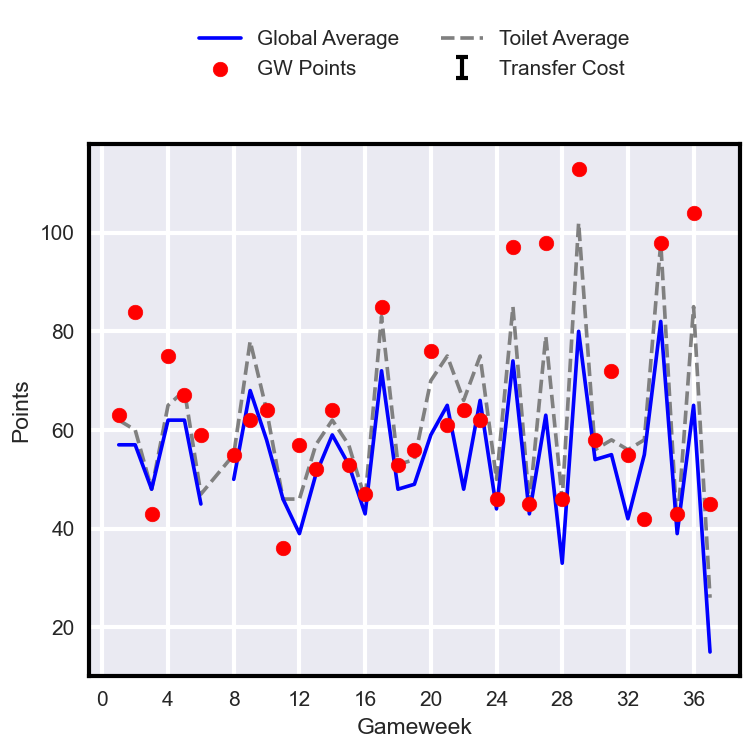 Global Average Toilet Average
GW Points Transfer Cost
Points
100
80
60
40
20
0 4 8 12 16 20 24 28 32 36
Gameweek